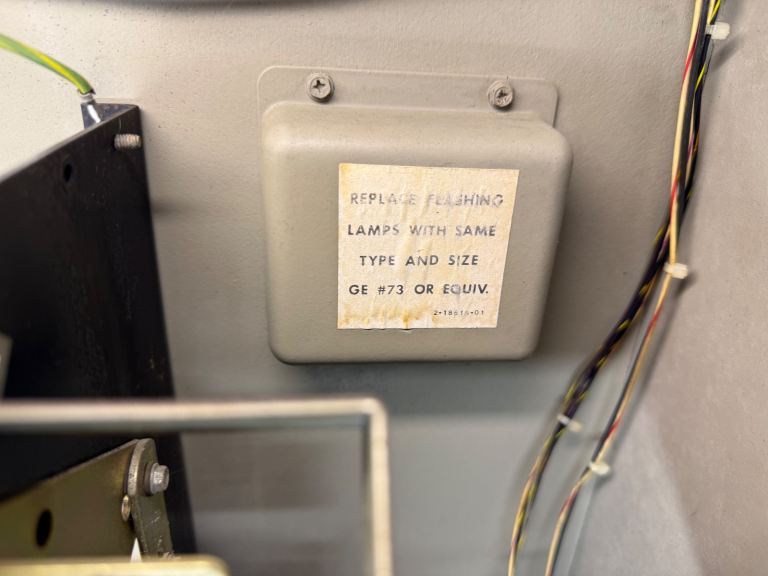 REPLACE FLASHING
LAMPS WITH SAME
TYPE AND SIZE
GE #73 OR EQUIV.